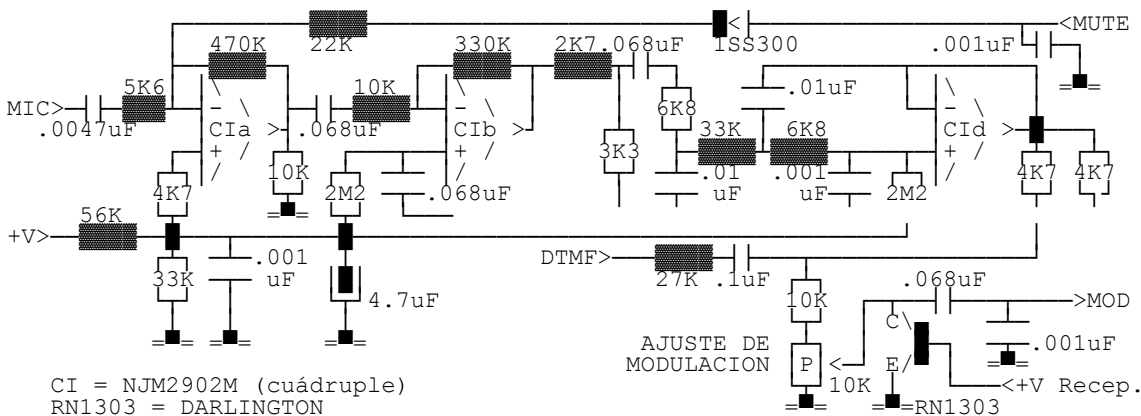 <MUTE
22K
1SS300
470K
330K
2K7
.068uF
.001uF
5K6
10K
.01uF
MIC>
- \
- \
- \
6K8
.0047uF
CIa >
.068uF
CIb >
33K
6K8
CId >
+ /
+ /
+ /
3K3
4K7
10K
2M2
.068uF
.01
uF
.001
uF
2M2
4K7
4K7
56K
+V>
DTMF>
.001
uF
33K
27K
.1uF
.068uF
4.7uF
10K
C\
>MOD
AJUSTE DE
MODULACION
P
E/
.001uF
10K
<+V Recep.
CI = NJM2902M (cuádruple)
RN1303
RN1303 = DARLINGTON